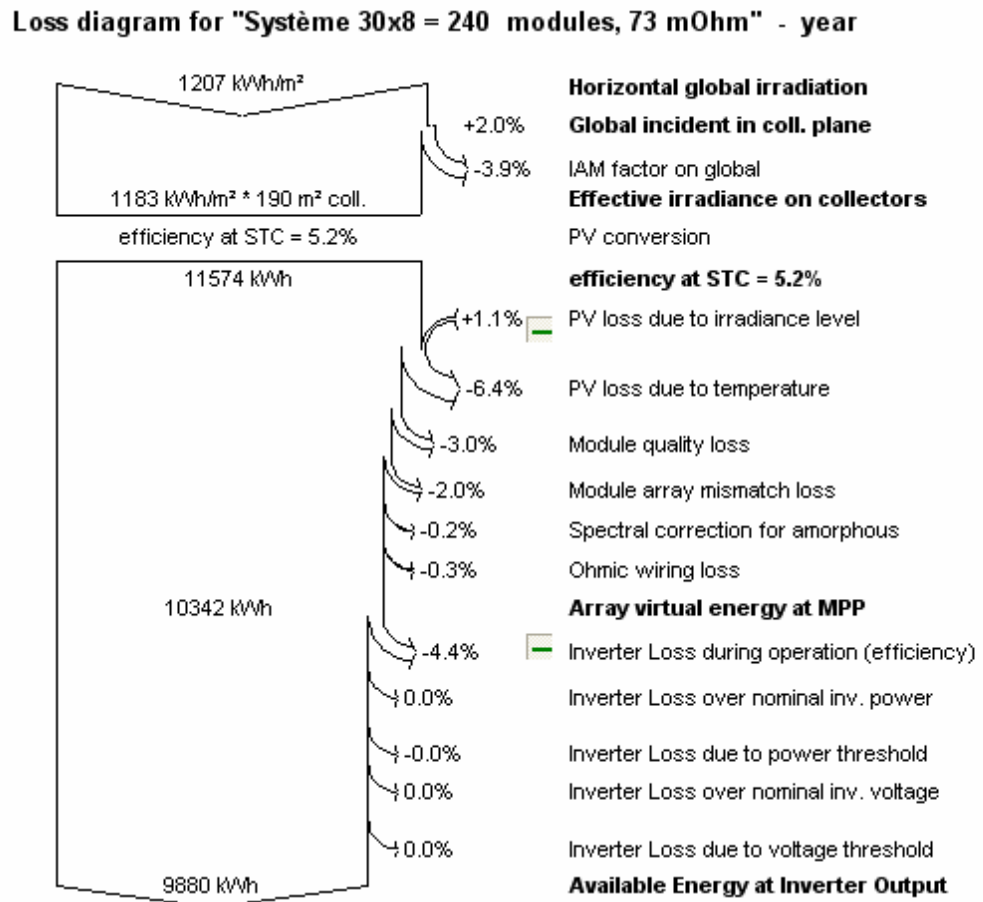 Loss diagram for "Système 30x8 = 240 modules, 73 mOhm" - year
1207 kWh/m² Horizontal global irradiation
+2.0% Global incident in coll. plane
-3.9% IAM factor on global
1183 kWh/m² * 190 m² coll. Effective irradiance on collectors
efficiency at STC = 5.2% PV conversion
11574 kWh efficiency at STC = 5.2%
+1.1% PV loss due to irradiance level
-6.4% PV loss due to temperature
-3.0% Module quality loss
-2.0% Module array mismatch loss
-0.2% Spectral correction for amorphous
-0.3% Ohmic wiring loss
10342 kWh Array virtual energy at MPP
-4.4% Inverter Loss during operation (efficiency)
0.0% Inverter Loss over nominal inv. power
-0.0% Inverter Loss due to power threshold
0.0% Inverter Loss over nominal inv. voltage
0.0% Inverter Loss due to voltage threshold
9880 kWh Available Energy at Inverter Output